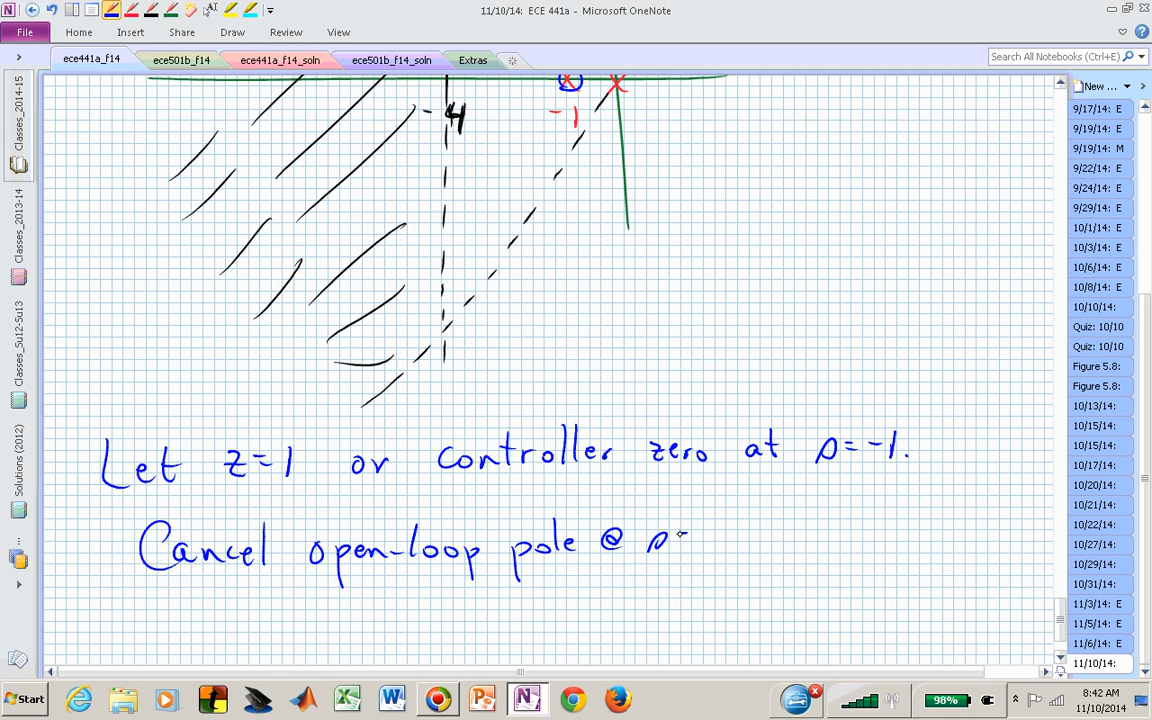 11/10/14: ECE 441a - Microsoft OneNote
File Home Insert Share Draw Review View
ece441a_f14 ece501b_f14 ece441a_f14_soln ece501b_f14_soln Extras
Search All Notebooks (Ctrl+E)
Classes_2014-15
Classes_2013-14
Classes_Su12-Su13
Solutions (2012)
-4
-1
Let z=1 or controller zero at s=-1.
Cancel open-loop pole @ s
New ...
9/17/14: E
9/19/14: E
9/19/14: M
9/22/14: E
9/24/14: E
9/29/14: E
10/1/14: E
10/3/14: E
10/6/14: E
10/8/14: E
10/10/14:
Quiz: 10/10
Quiz: 10/10
Figure 5.8:
Figure 5.8:
10/13/14:
10/15/14:
10/15/14:
10/17/14:
10/20/14:
10/21/14:
10/22/14:
10/27/14:
10/29/14:
10/31/14:
11/3/14: E
11/5/14: E
11/6/14: E
11/10/14:
Start
98%
8:42 AM
11/10/2014